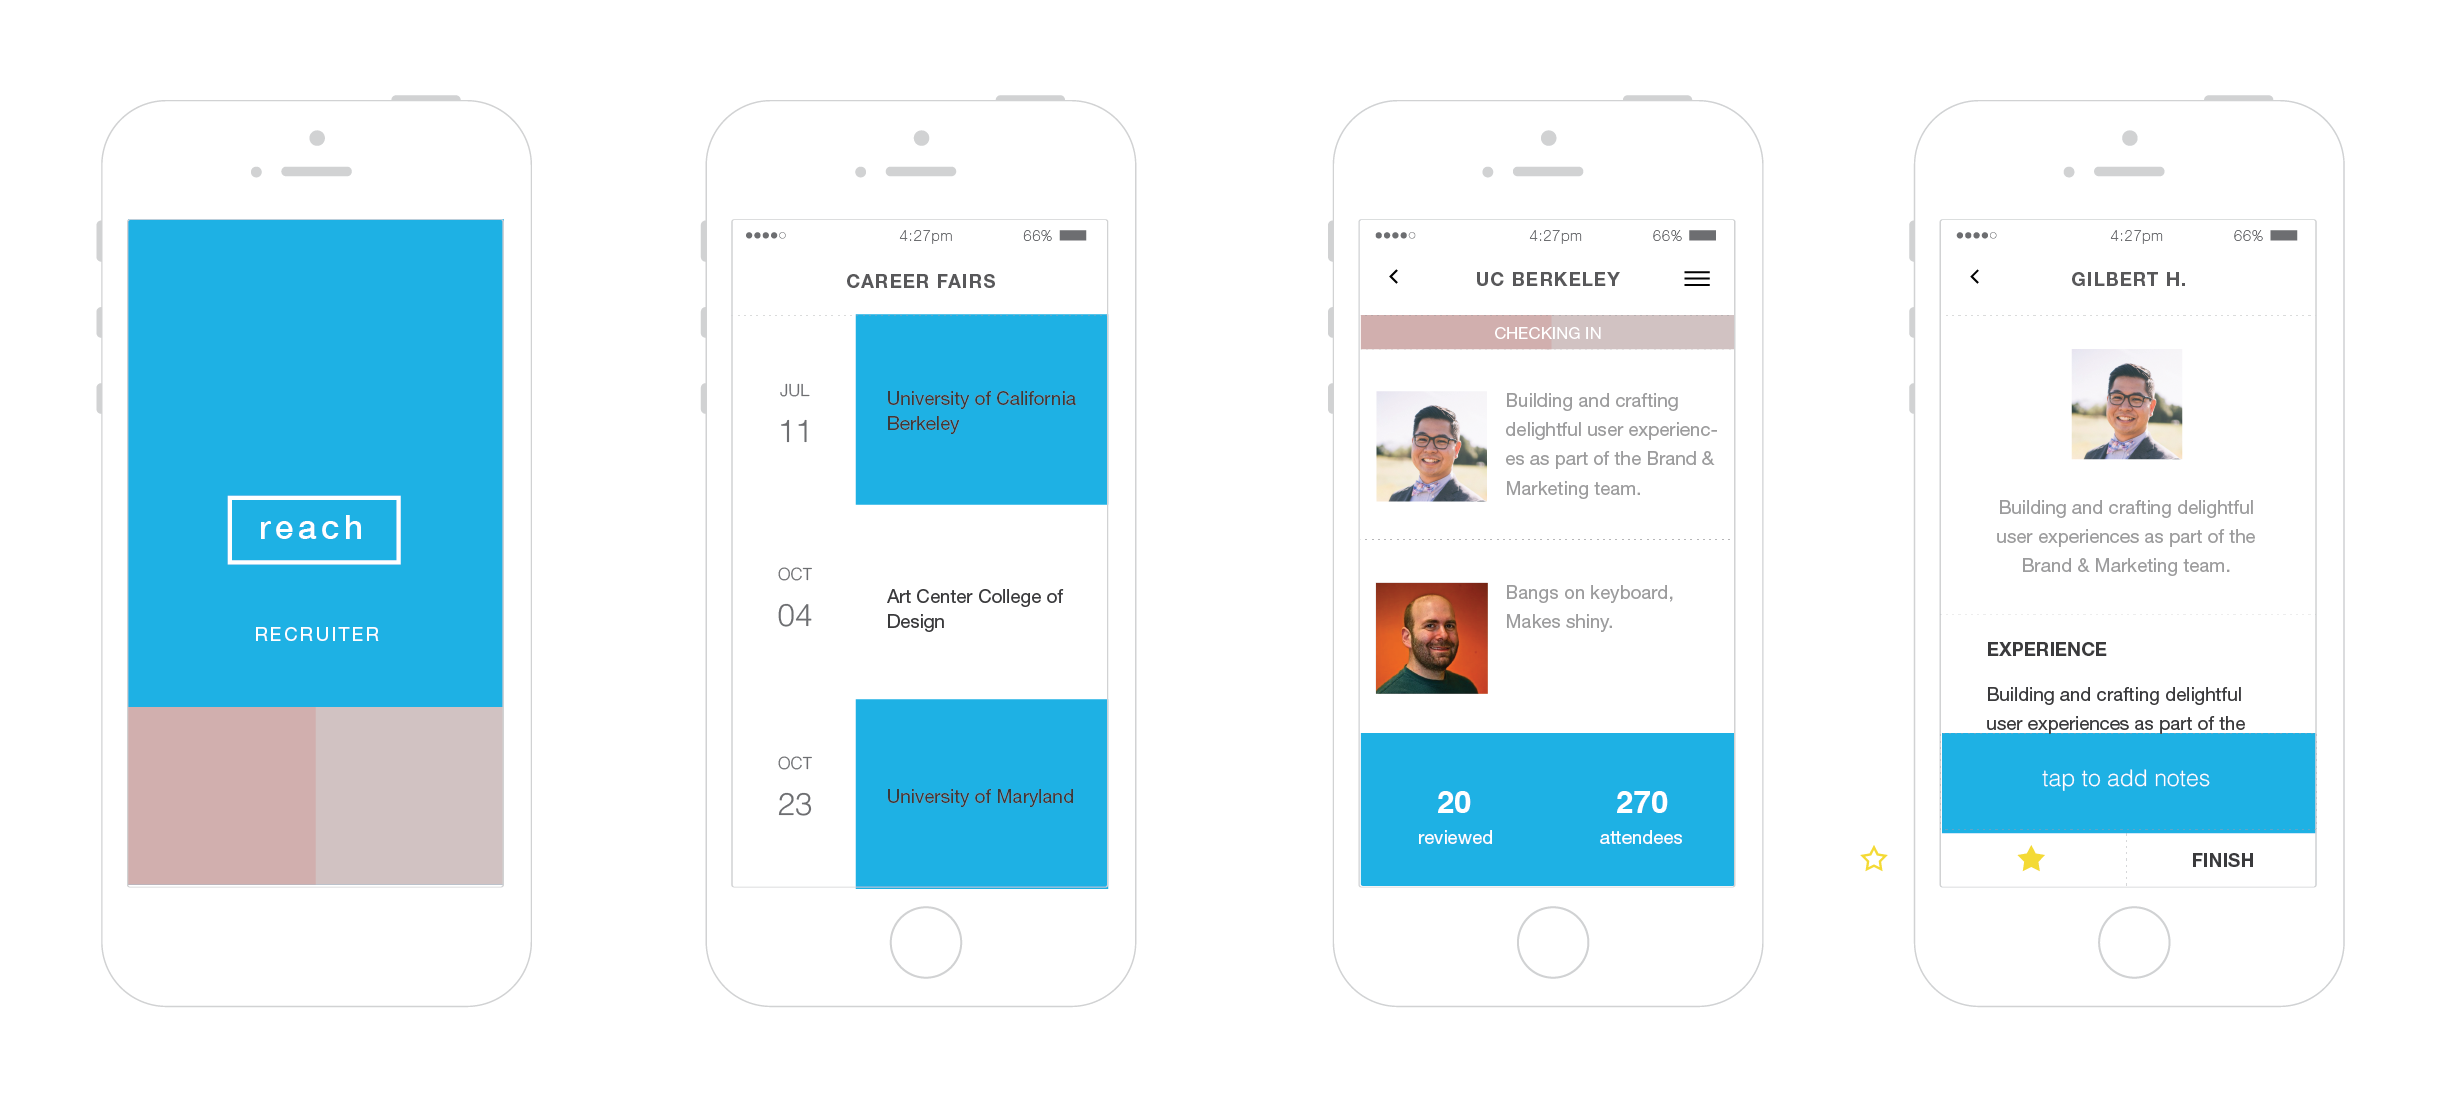 reach
RECRUITER
4:27pm
66%
CAREER FAIRS
JUL
11
University of California
Berkeley
OCT
04
Art Center College of
Design
OCT
23
University of Maryland
4:27pm
66%
UC BERKELEY
CHECKING IN
Building and crafting
delightful user experienc-
es as part of the Brand &
Marketing team.
Bangs on keyboard,
Makes shiny.
20
reviewed
270
attendees
4:27pm
66%
GILBERT H.
Building and crafting delightful
user experiences as part of the
Brand & Marketing team.
EXPERIENCE
Building and crafting delightful
user experiences as part of the
tap to add notes
FINISH